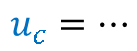 u_c = ⋯